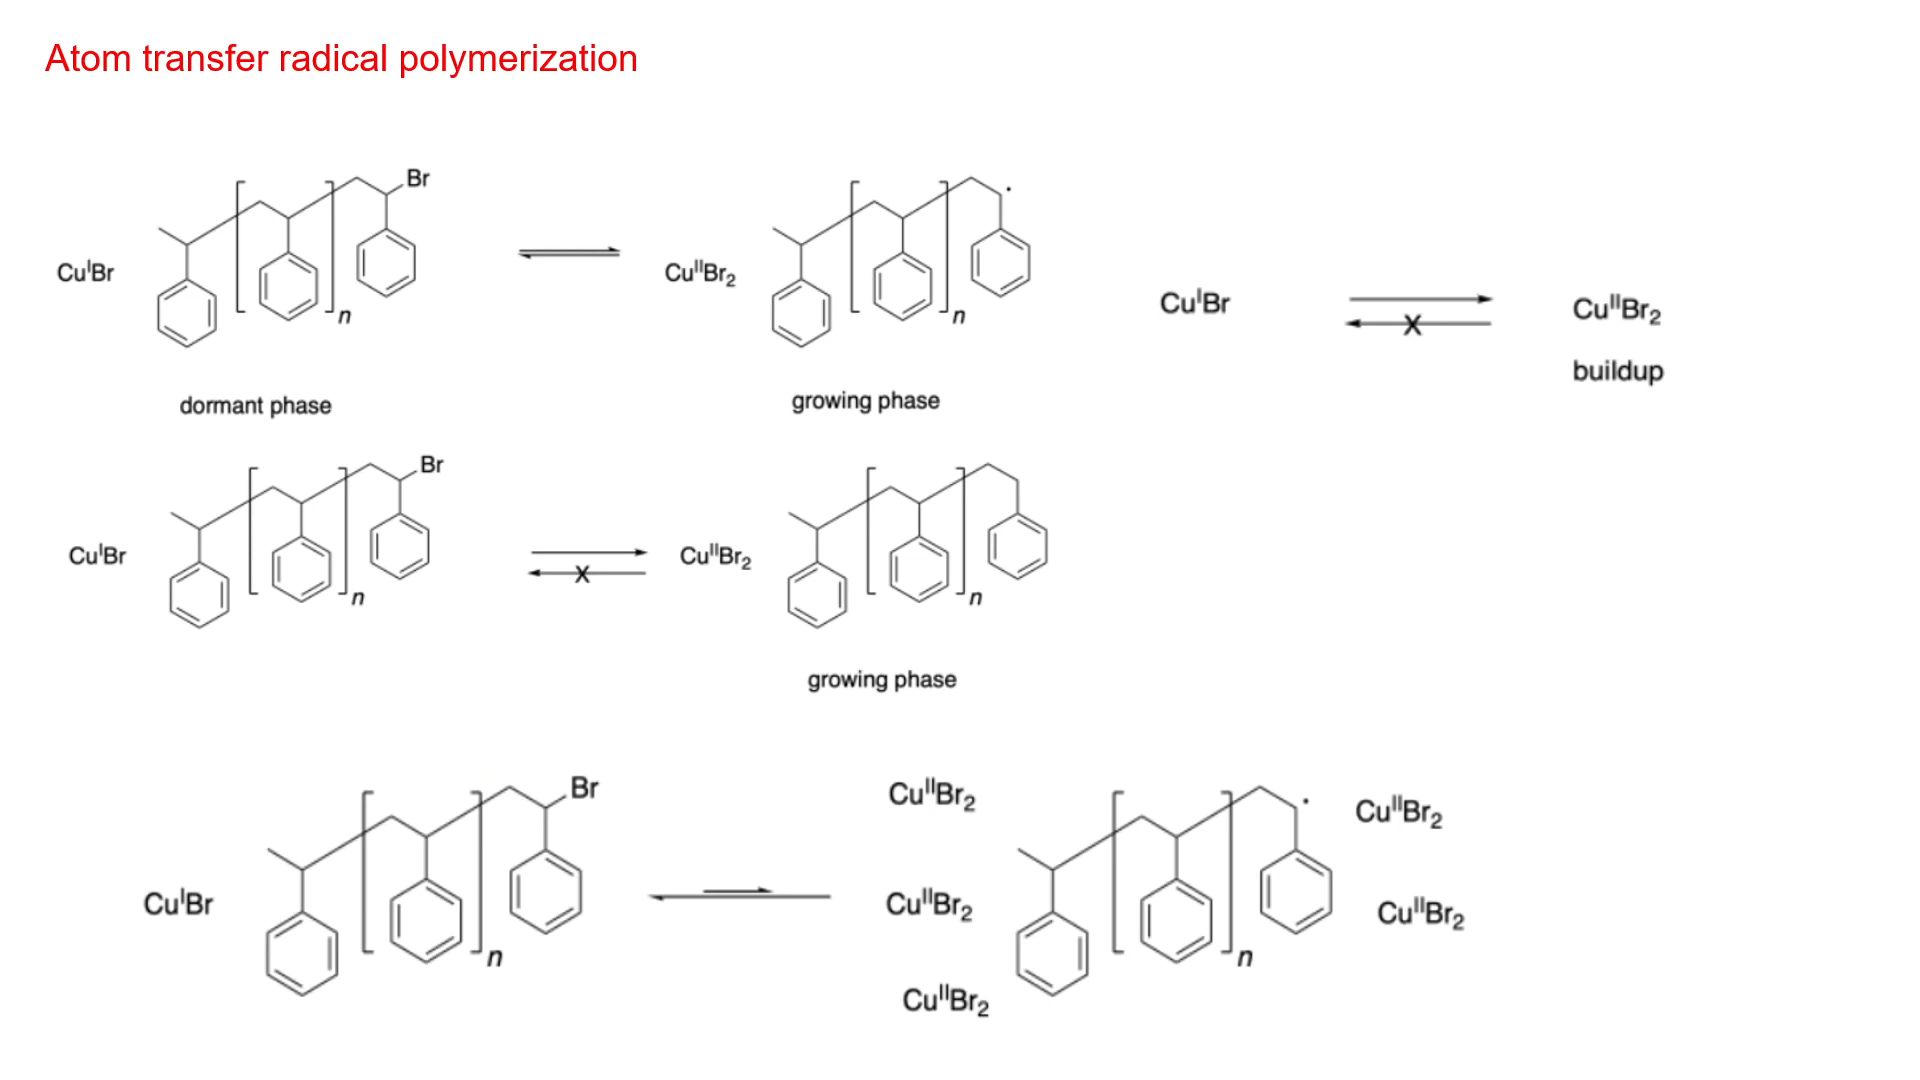 Atom transfer radical polymerization
Br
CuᴵBr
n
CuᴵᴵBr₂
n
CuᴵBr
X
CuᴵᴵBr₂
buildup
dormant phase
growing phase
Br
CuᴵBr
n
X
CuᴵᴵBr₂
n
growing phase
Br
CuᴵBr
n
CuᴵᴵBr₂
CuᴵᴵBr₂
CuᴵᴵBr₂
n
CuᴵᴵBr₂
CuᴵᴵBr₂